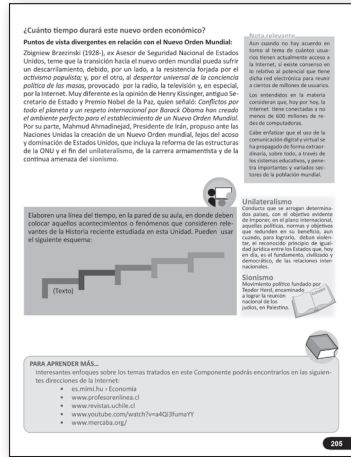 ¿Cuánto tiempo durará este nuevo orden económico?
Puntos de vista divergentes en relación con el Nuevo Orden Mundial:
Zbigniew Brzezinski (1928-), ex Asesor de Seguridad Nacional de Estados
Unidos, teme que la transición hacia el nuevo orden mundial pueda sufrir
un descarrilamiento, debido, por un lado, a la resistencia forjada por el
activismo populista; y, por el otro, al despertar universal de la conciencia
política de las masas, provocado por la radio, la televisión y, en especial,
por la Internet. Muy diferente es la opinión de Henry Kissinger, antiguo Se-
cretario de Estado y Premio Nobel de la Paz, quien señaló: Conflictos por
todo el planeta y un respeto internacional por Barack Obama han creado
el ambiente perfecto para el establecimiento de un Nuevo Orden Mundial.
Por su parte, Mahmud Ahmadinejad, Presidente de Irán, propuso ante las
Naciones Unidas la creación de un Nuevo Orden mundial, lejos del acoso
y dominación de Estados Unidos, que incluya la reforma de las estructuras
de la ONU y el fin del unilateralismo, de la carrera armamentista y de la
continua amenaza del sionismo.
Nota relevante
Aun cuando no hay acuerdo en
torno al tema de cuántos usua-
rios tienen actualmente acceso a
la Internet, sí existe consenso en
lo relativo al potencial que tiene
dicha red electrónica para reunir
a cientos de millones de usuarios.
Los entendidos en la materia
consideran que, hoy por hoy, la
Internet tiene conectadas a no
menos de 600 millones de re-
des de computadoras.
Cabe enfatizar que el uso de la
comunicación digital y virtual se
ha propagado de forma extraor-
dinaria, sobre todo, a través de
los sistemas educativos, y pene-
tra importantes y variados sec-
tores de la población mundial.
Elaboren una línea del tiempo, en la pared de su aula, en donde deben
colocar aquellos acontecimientos o fenómenos que consideren rele-
vantes de la Historia reciente estudiada en esta Unidad. Pueden usar
el siguiente esquema:
(Texto)
Unilateralismo
Conducta que se arrogan determina-
dos países, con el objetivo evidente
de imponer, en el plano internacional,
aquellas políticas, normas y objetivos
que redunden en su beneficio, aun
cuando, para lograrlo, deban violen-
tar, el reconocido principio de igual-
dad jurídica entre los Estados que, hoy
en día, es el fundamento, civilizado y
democrático, de las relaciones inter-
nacionales.
Sionismo
Movimiento político fundado por
Teodor Herzl, encaminado
a lograr la reunión
nacional de los
judíos, en Palestina.
PARA APRENDER MÁS...
Interesantes enfoques sobre los temas tratados en este Componente podrás encontrarlos en las siguien-
tes direcciones de la Internet:
• es.mimi.hu › Economía
• www.profesorenlinea.cl
• www.revistas.uchile.cl
• www.youtube.com/watch?v=a4Qi3fumaYY
• www.mercaba.org/
205